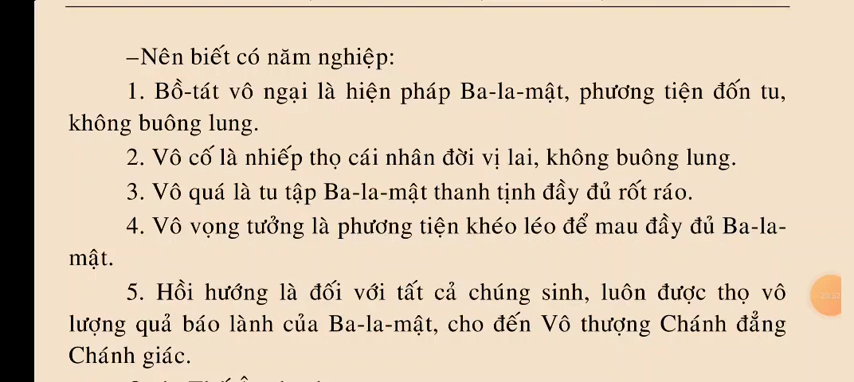 –Nên biết có năm nghiệp:
1. Bồ-tát vô ngại là hiện pháp Ba-la-mật, phương tiện đốn tu,
không buông lung.
2. Vô cố là nhiếp thọ cái nhân đời vị lai, không buông lung.
3. Vô quá là tu tập Ba-la-mật thanh tịnh đầy đủ rốt ráo.
4. Vô vọng tưởng là phương tiện khéo léo để mau đầy đủ Ba-la-
mật.
5. Hồi hướng là đối với tất cả chúng sinh, luôn được thọ vô
lượng quả báo lành của Ba-la-mật, cho đến Vô thượng Chánh đẳng
Chánh giác.